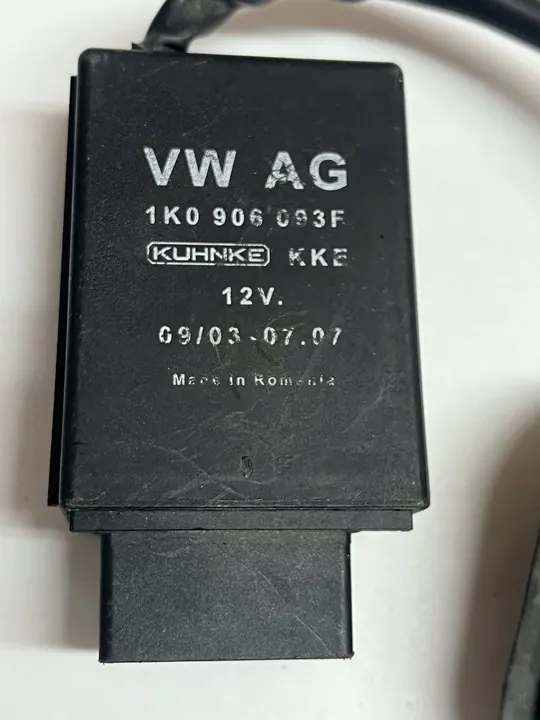 VW AG
1K0 906 093F
KUHNKE KKE
12V.
09/03-07.07
Made in Romania